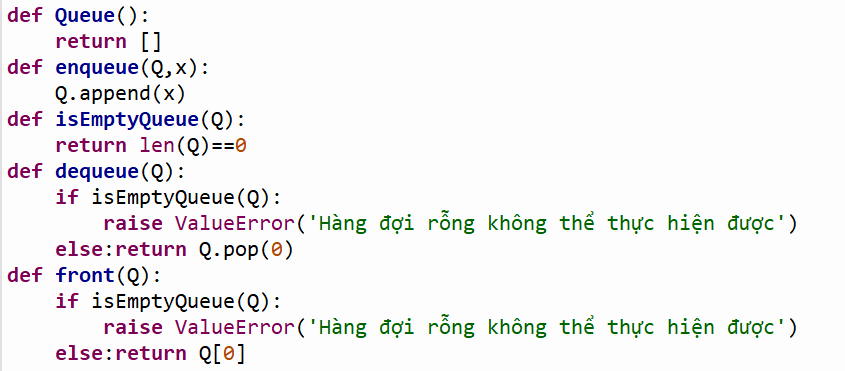 def Queue():
    return []
def enqueue(Q,x):
    Q.append(x)
def isEmptyQueue(Q):
    return len(Q)==0
def dequeue(Q):
    if isEmptyQueue(Q):
        raise ValueError('Hàng đợi rỗng không thể thực hiện được')
    else:return Q.pop(0)
def front(Q):
    if isEmptyQueue(Q):
        raise ValueError('Hàng đợi rỗng không thể thực hiện được')
    else:return Q[0]